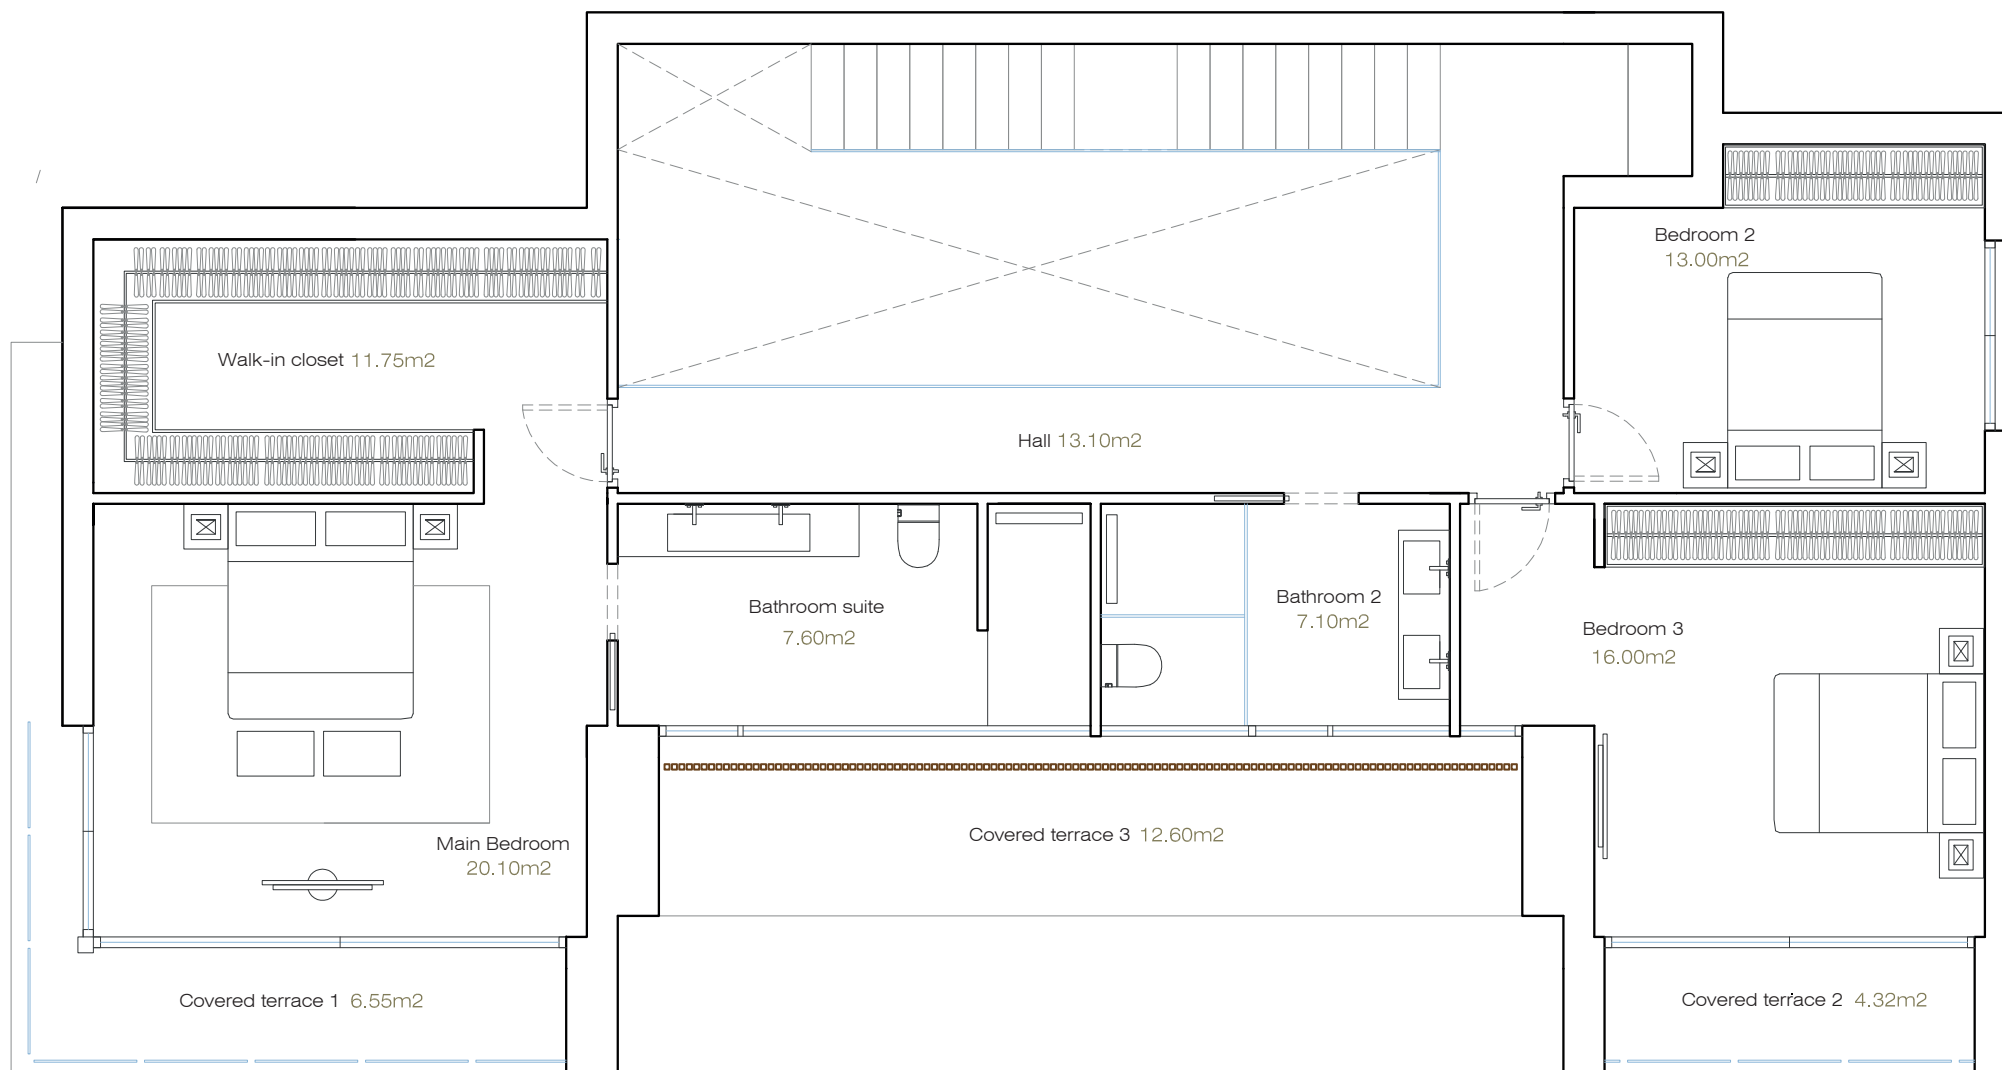 Bedroom 2
13.00m2
Walk-in closet 11.75m2
Hall 13.10m2
Bathroom suite
7.60m2
Bathroom 2
7.10m2
Bedroom 3
16.00m2
Main Bedroom
20.10m2
Covered terrace 3 12.60m2
Covered terrace 1 6.55m2
Covered terrace 2 4.32m2